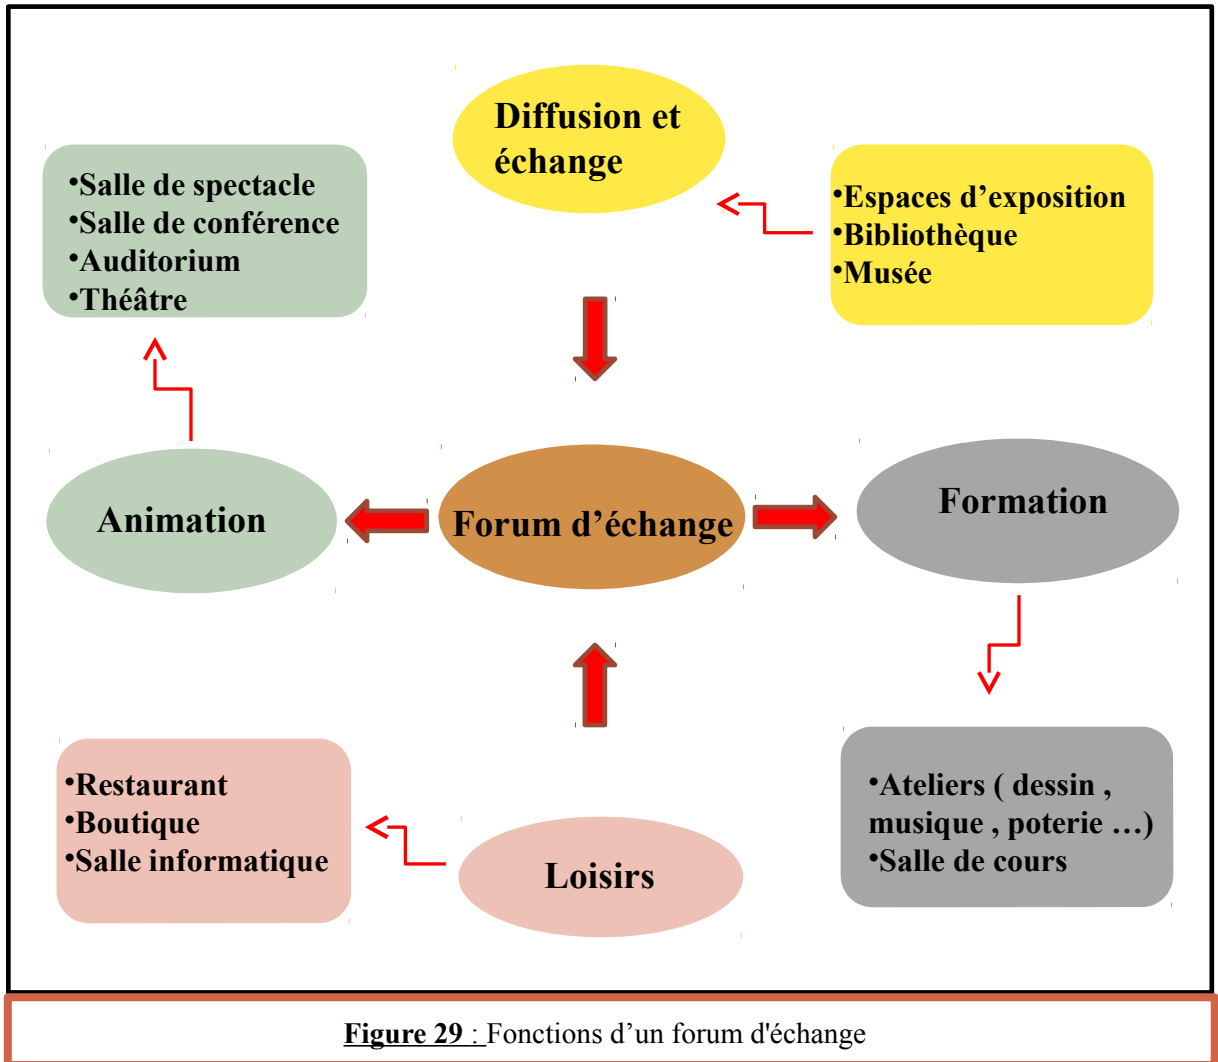 Diffusion et
échange
•Salle de spectacle
•Salle de conférence
•Auditorium
•Théâtre
•Espaces d’exposition
•Bibliothèque
•Musée
Animation
Forum d’échange
Formation
•Restaurant
•Boutique
•Salle informatique
Loisirs
•Ateliers ( dessin ,
musique , poterie …)
•Salle de cours
Figure 29 : Fonctions d’un forum d'échange